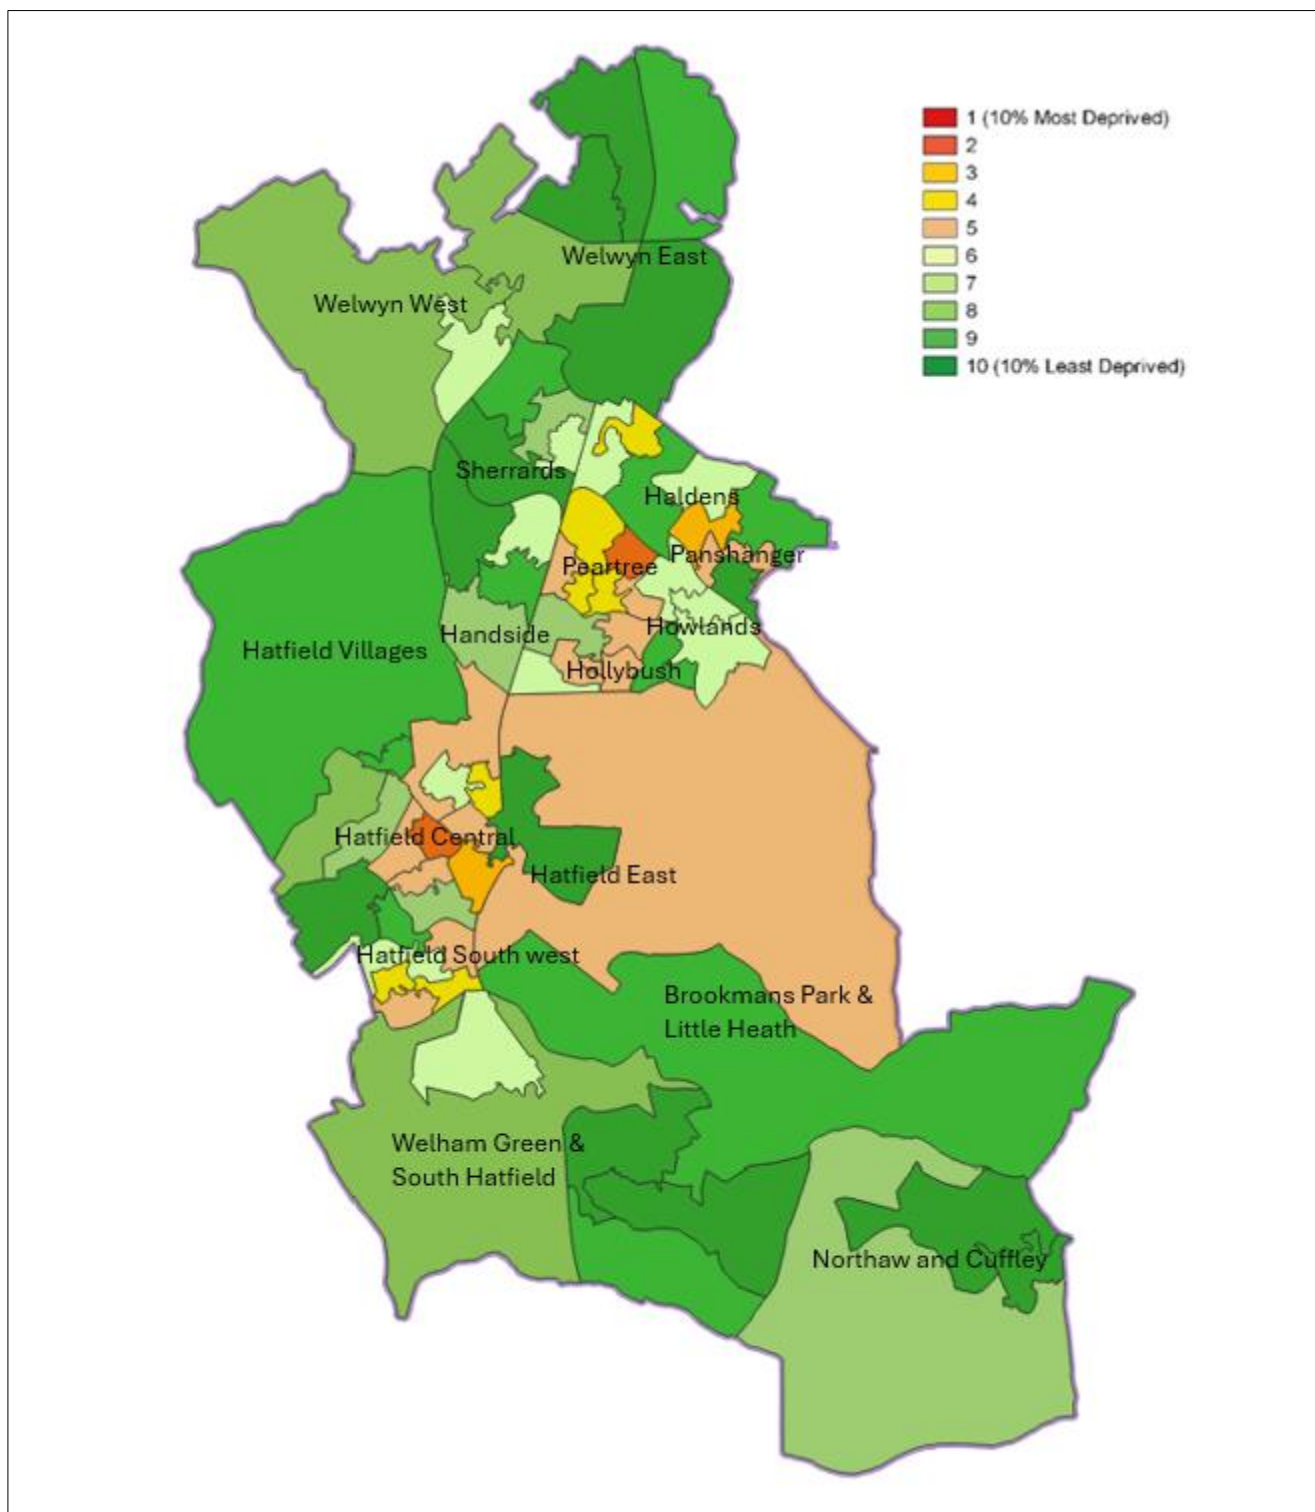 1 (10% Most Deprived)
2
3
4
5
6
7
8
9
10 (10% Least Deprived)
Welwyn East
Welwyn West
Sherrards
Haldens
Panshanger
Peartree
Howlands
Handside
Hatfield Villages
Hollybush
Hatfield Central
Hatfield East
Hatfield South west
Brookmans Park &
Little Heath
Welham Green &
South Hatfield
Northaw and Cuffley